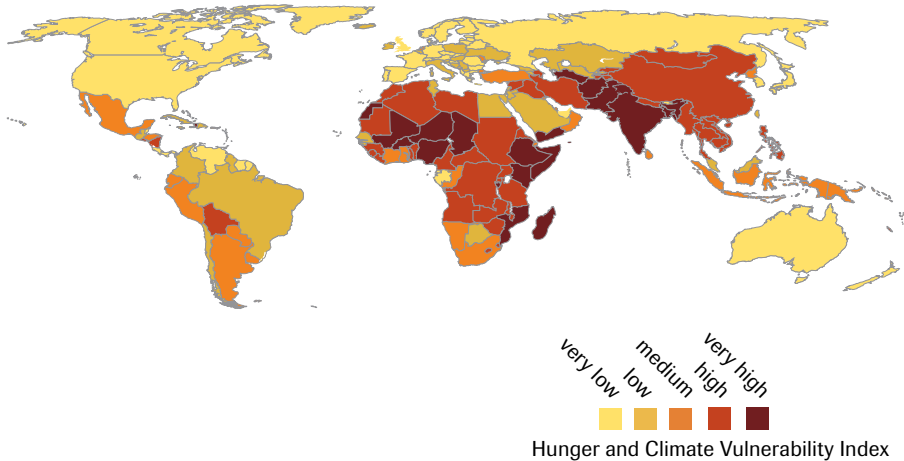 very low
low
medium
high
very high
Hunger and Climate Vulnerability Index